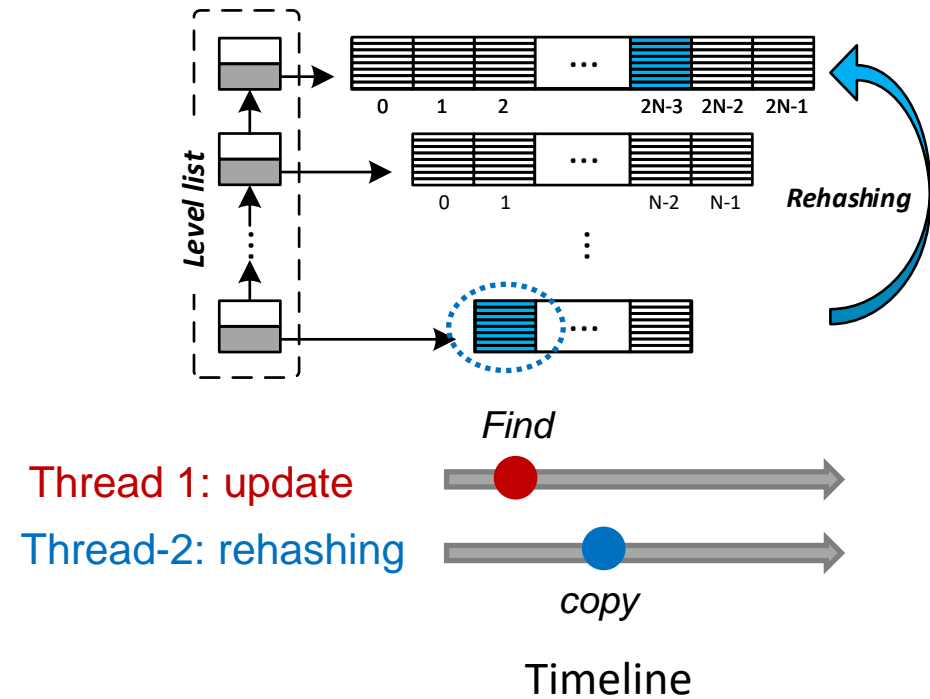 Level list
...
0 1 2 2N-3 2N-2 2N-1
...
0 1 N-2 N-1
Rehashing
...
Find
Thread 1: update
Thread-2: rehashing
copy
Timeline